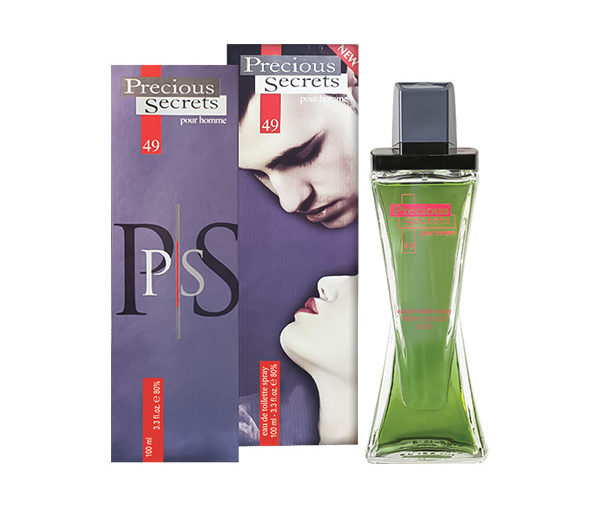 Precious
Secrets
pour homme
49
P|S
PS
100 ml 3.3 fl.oz. e 80%
NEW
Precious
Secrets
pour homme
49
eau de toilette spray
100 ml - 3.3 fl.oz. e 80%
Precious